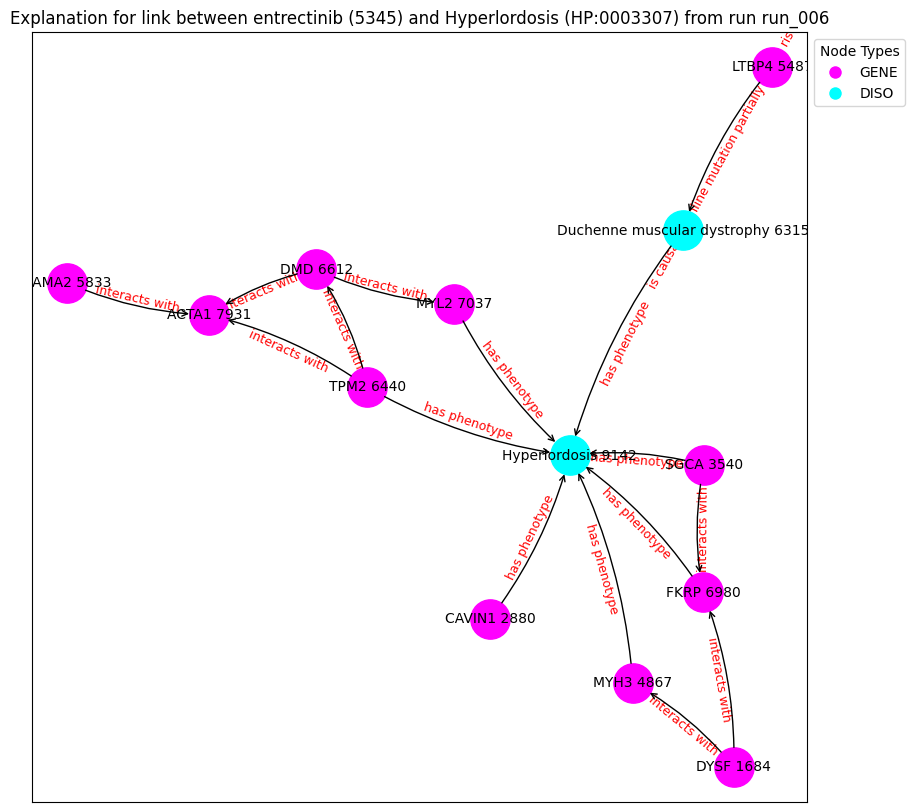 Explanation for link between entrectinib (5345) and Hyperlordosis (HP:0003307) from run run_006
Node Types
GENE
DISO
ris
LTBP4 5487
line mutation partially
Duchenne muscular dystrophy 6315
is causa
DMD 6612
AMA2 5833
interacts with
interacts with
interacts with
MYL2 7037
ACTA1 7931
interacts with
interacts with
has phenotype
has phenotype
TPM2 6440
has phenotype
Hyperlordosis 9142
has phenotype
SGCA 3540
has phenotype
has phenotype
has phenotype
interacts with
FKRP 6980
CAVIN1 2880
interacts with
MYH3 4867
interacts with
DYSF 1684